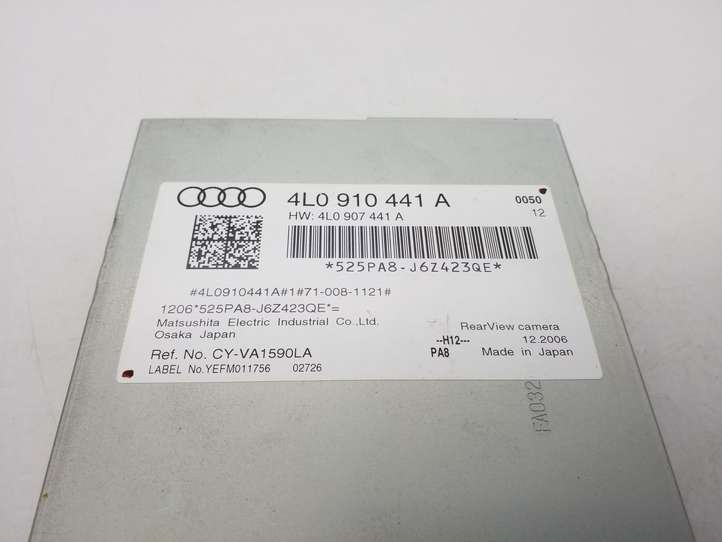 4L0 910 441 A 0050
HW: 4L0 907 441 A 12
*525PA8-J6Z423QE*
#4L0910441A#1#71-008-1121#
1206*525PA8-J6Z423QE*=
Matsushita Electric Industrial Co.,Ltd.
Osaka Japan
RearView camera
--H12--- 12.2006
Ref. No. CY-VA1590LA PA8 Made in Japan
LABEL No.YEFM011756 02726
FA032